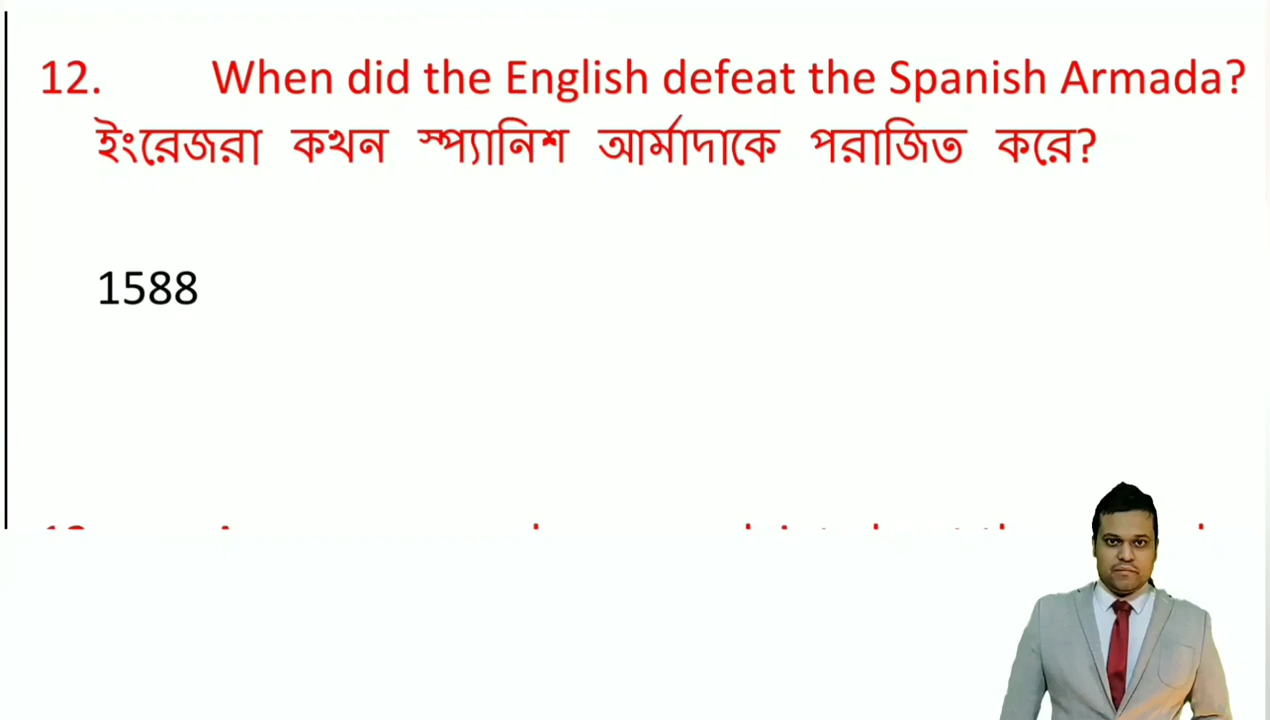 12. When did the English defeat the Spanish Armada?
ইংরেজরা কখন স্প্যানিশ আর্মাদাকে পরাজিত করে?
1588